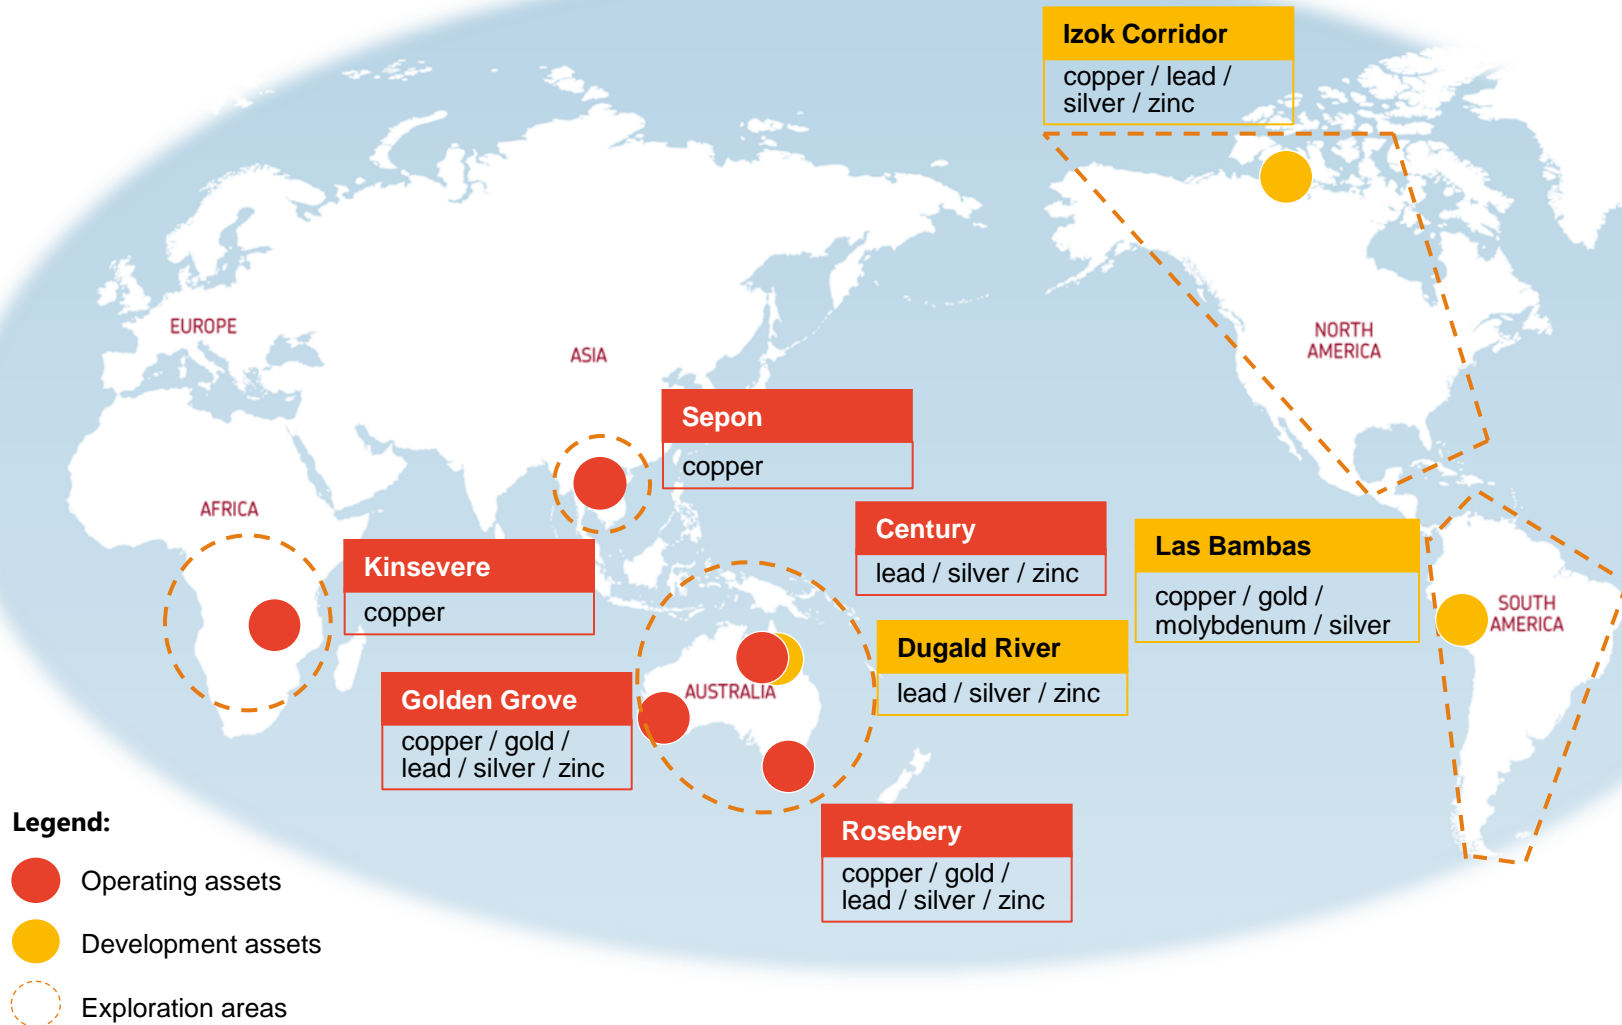 Izok Corridor
copper / lead /
silver / zinc
EUROPE
ASIA
NORTH
AMERICA
Sepon
copper
AFRICA
Century
lead / silver / zinc
Las Bambas
copper / gold /
molybdenum / silver
SOUTH
AMERICA
Kinsevere
copper
Dugald River
lead / silver / zinc
AUSTRALIA
Golden Grove
copper / gold /
lead / silver / zinc
Rosebery
copper / gold /
lead / silver / zinc
Legend:
Operating assets
Development assets
Exploration areas